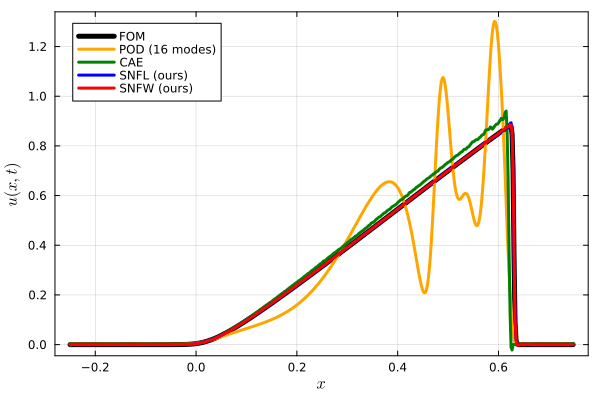 FOM
POD (16 modes)
CAE
SNFL (ours)
SNFW (ours)
1.2
1.0
0.8
0.6
0.4
0.2
0.0
u(x, t)
−0.2 0.0 0.2 0.4 0.6
x